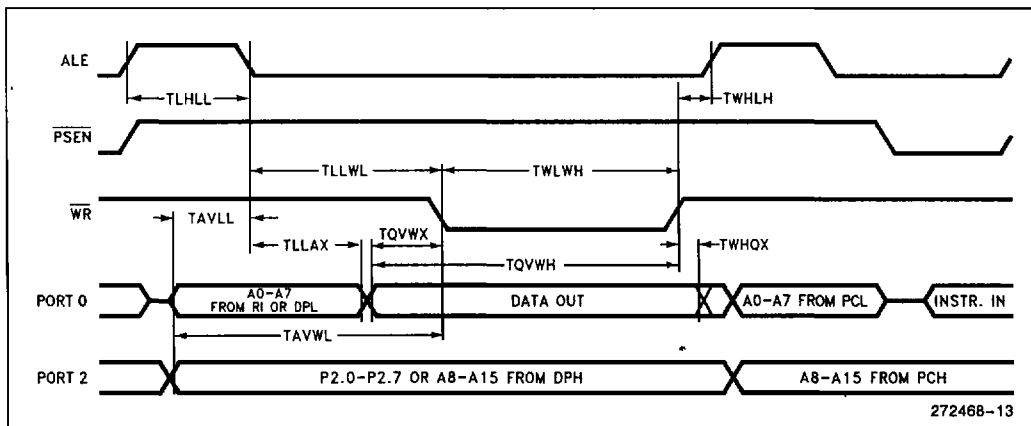 ALE
TLHLL
TWHLH
PSEN
TLLWL
TWLWH
WR
TAVLL
TQVWX
TLLAX
TWHQX
TQVWH
PORT 0
A0-A7
FROM RI OR DPL
DATA OUT
A0-A7 FROM PCL
INSTR. IN
TAVWL
PORT 2
P2.0-P2.7 OR A8-A15 FROM DPH
A8-A15 FROM PCH
272468-13